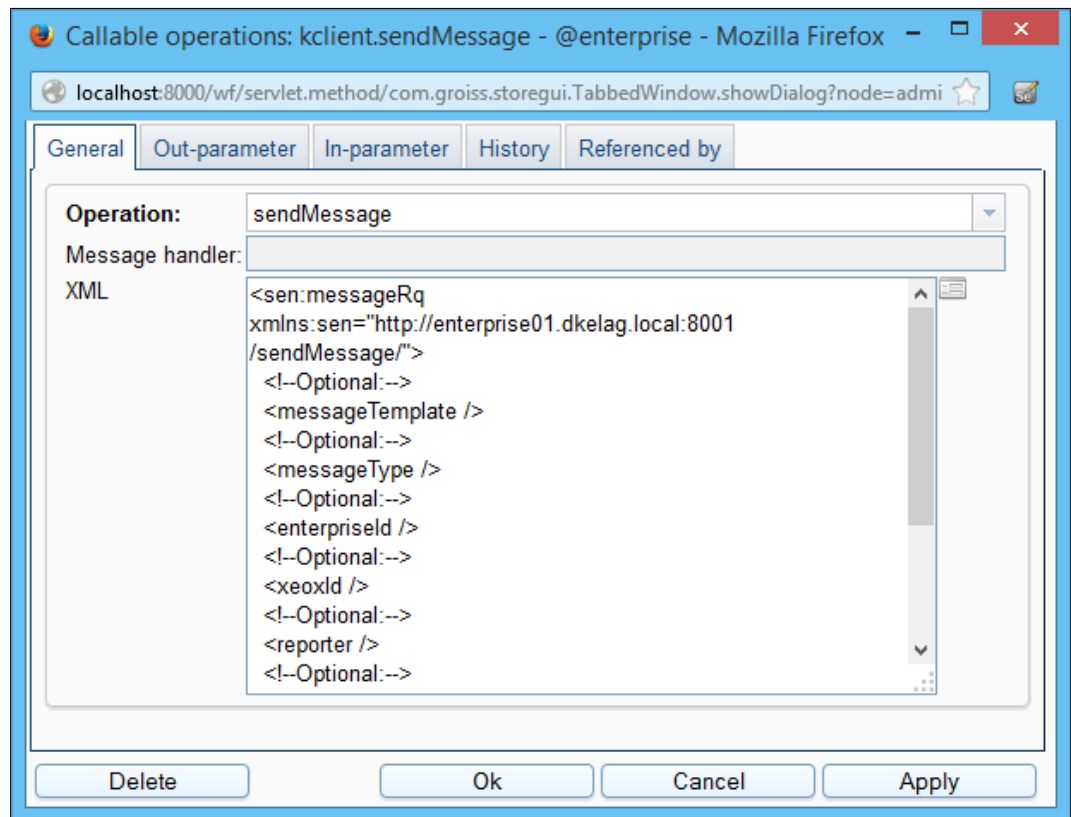 Callable operations: kclient.sendMessage - @enterprise - Mozilla Firefox
localhost:8000/wf/servlet.method/com.groiss.storegui.TabbedWindow.showDialog?node=admi
General Out-parameter In-parameter History Referenced by
Operation: sendMessage
Message handler:
XML <sen:messageRq
xmlns:sen="http://enterprise01.dkelag.local:8001
/sendMessage/">
<!--Optional:-->
<messageTemplate />
<!--Optional:-->
<messageType />
<!--Optional:-->
<enterpriseId />
<!--Optional:-->
<xeoxId />
<!--Optional:-->
<reporter />
<!--Optional:-->
Delete Ok Cancel Apply